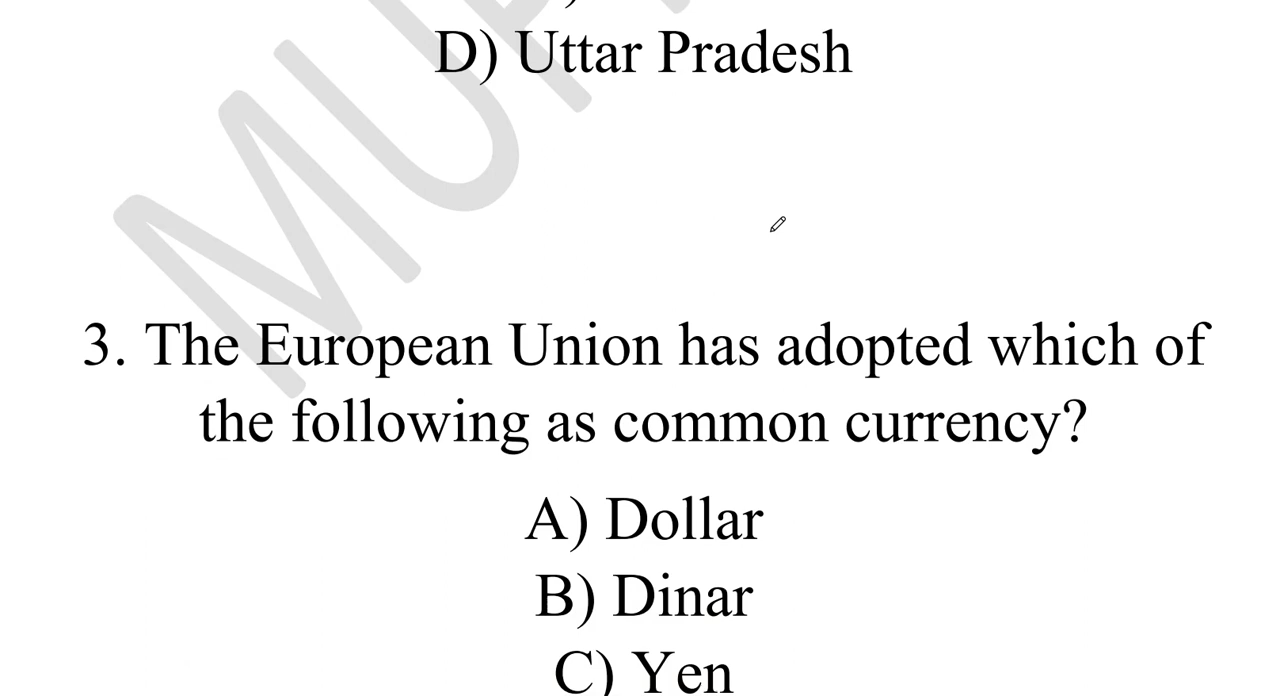 D) Uttar Pradesh
3. The European Union has adopted which of
the following as common currency?
A) Dollar
B) Dinar
C) Yen